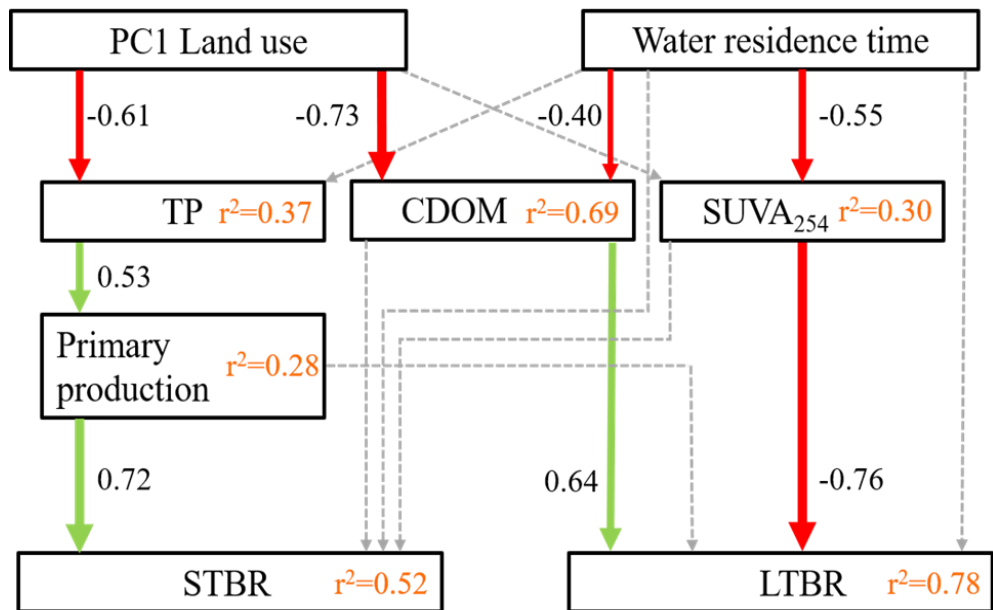 PC1 Land use
Water residence time
-0.61
-0.73
-0.40
-0.55
TP r²=0.37
CDOM r²=0.69
SUVA₂₅₄ r²=0.30
0.53
Primary
production
r²=0.28
0.72
0.64
-0.76
STBR r²=0.52
LTBR r²=0.78